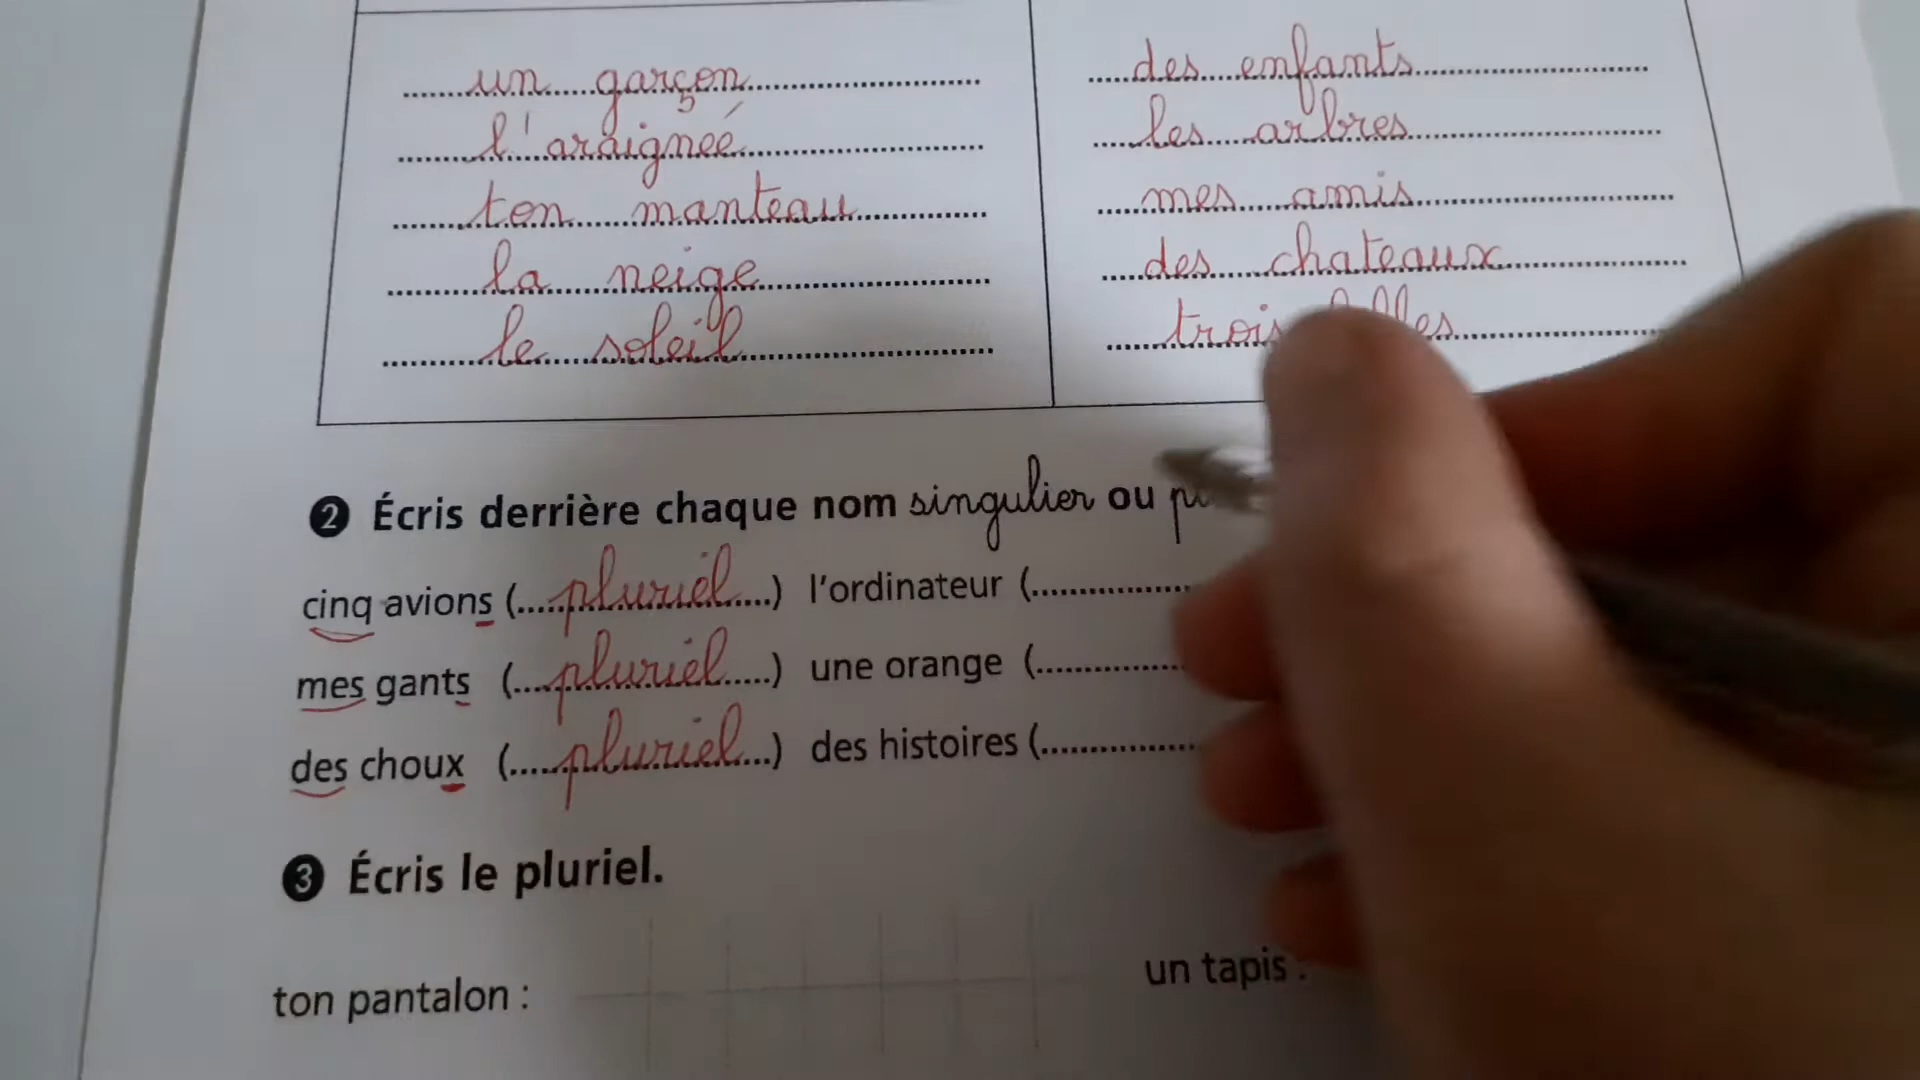 un garçon
l'araignée
ton manteau
la neige
le soleil
des enfants
les arbres
mes amis
des chateaux
trois
❷ Écris derrière chaque nom singulier ou
cinq avions (pluriel) l'ordinateur (
mes gants (pluriel) une orange (
des choux (pluriel) des histoires (
❸ Écris le pluriel.
ton pantalon : un tapis :